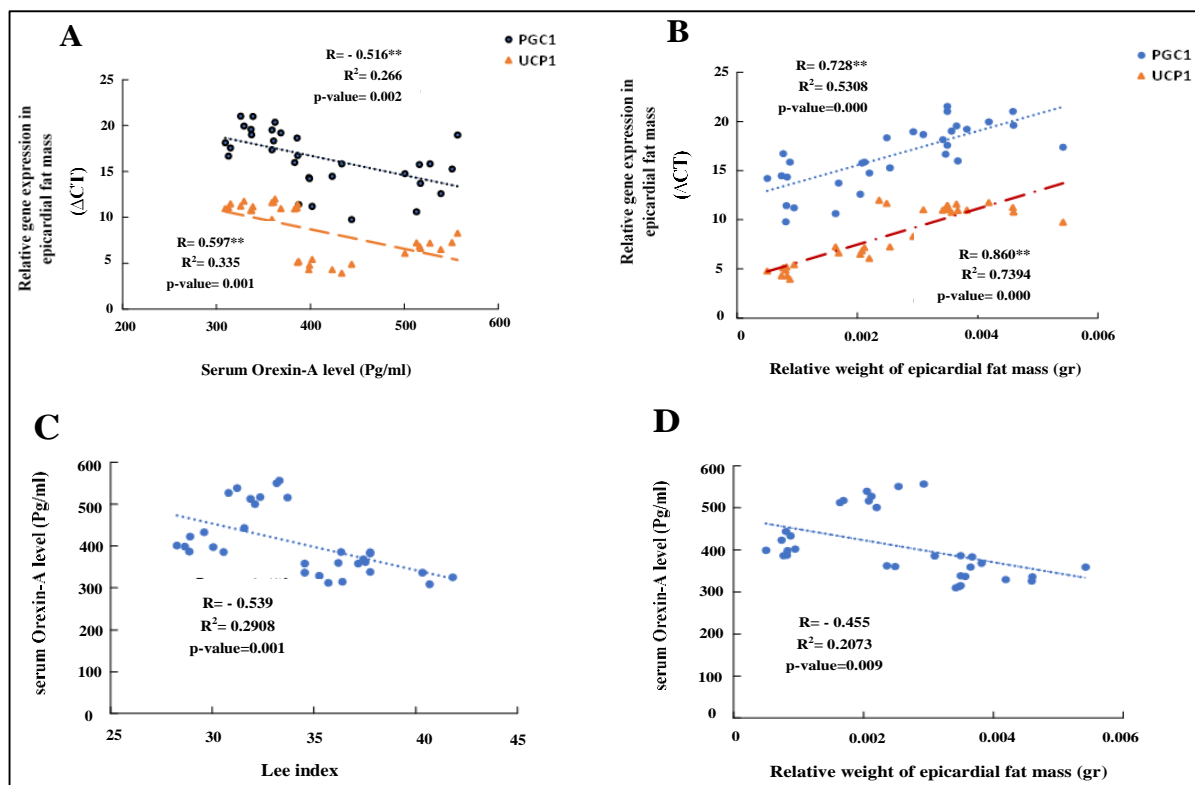 A
PGC1
UCP1
R= - 0.516**
R2= 0.266
p-value= 0.002
Relative gene expression in
epicardial fat mass
(ΔCT)
25
20
15
10
5
0
R= 0.597**
R2= 0.335
p-value= 0.001
200
300
400
500
600
Serum Orexin-A level (Pg/ml)
B
PGC1
UCP1
R= 0.728**
R2= 0.5308
p-value= 0.000
Relative gene expression in
epicardial fat mass
(ΔCT)
25
20
15
10
5
0
R= 0.860**
R2= 0.7394
p-value= 0.000
0
0.002
0.004
0.006
Relative weight of epicardial fat mass (gr)
C
serum Orexin-A level (Pg/ml)
600
500
400
300
200
100
0
R= - 0.539
R2= 0.2908
p-value=0.001
25
30
35
40
45
Lee index
D
serum Orexin-A level (Pg/ml)
600
500
400
300
200
100
0
R= - 0.455
R2= 0.2073
p-value=0.009
0
0.002
0.004
0.006
Relative weight of epicardial fat mass (gr)